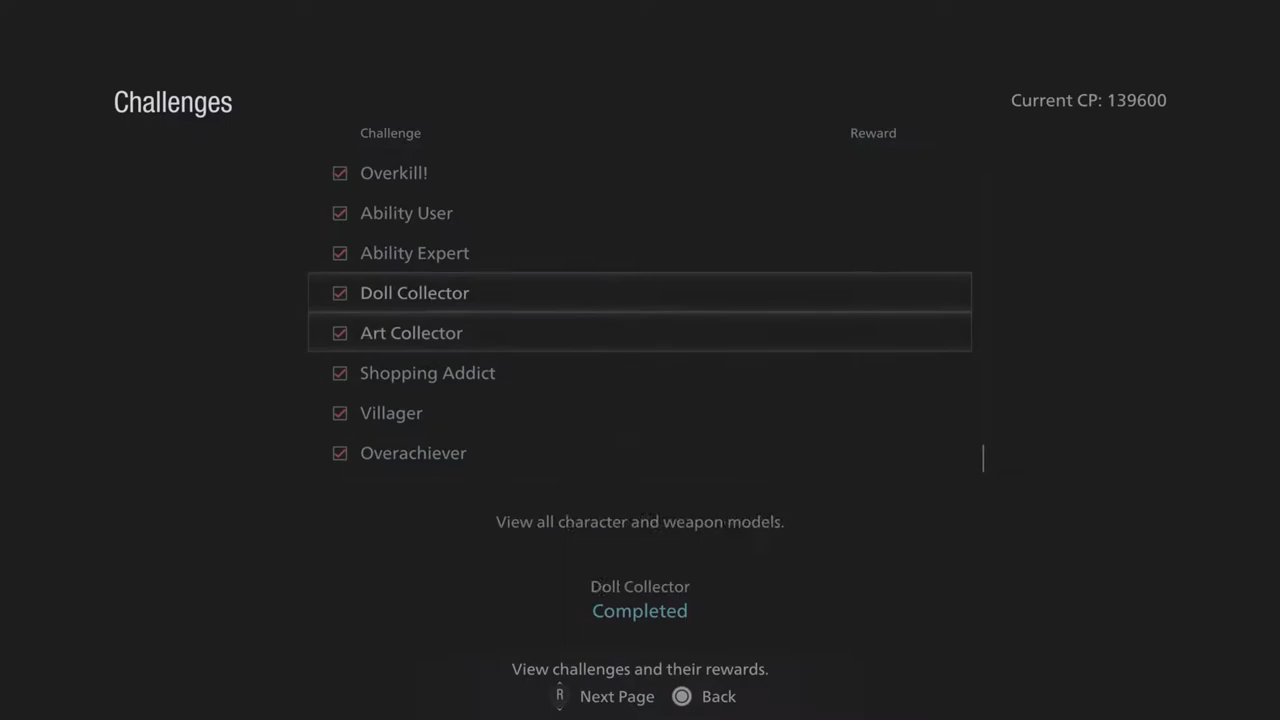 Challenges
Current CP: 139600
Challenge
Reward
Overkill!
Ability User
Ability Expert
Doll Collector
Art Collector
Shopping Addict
Villager
Overachiever
View all character and weapon models.
Doll Collector
Completed
View challenges and their rewards.
R Next Page Back